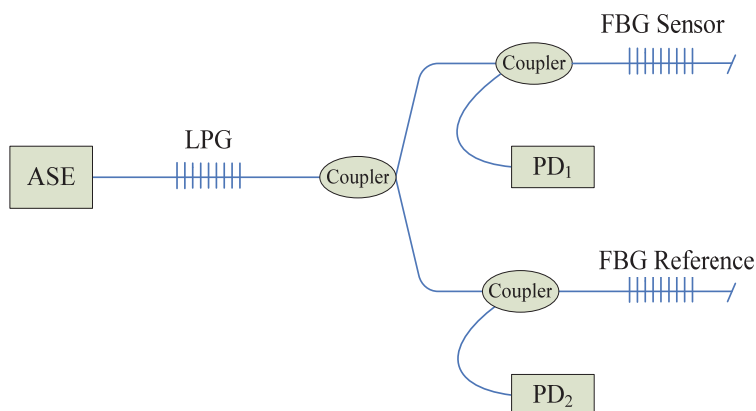 FBG Sensor
Coupler
LPG
PD₁
ASE
Coupler
FBG Reference
Coupler
PD₂